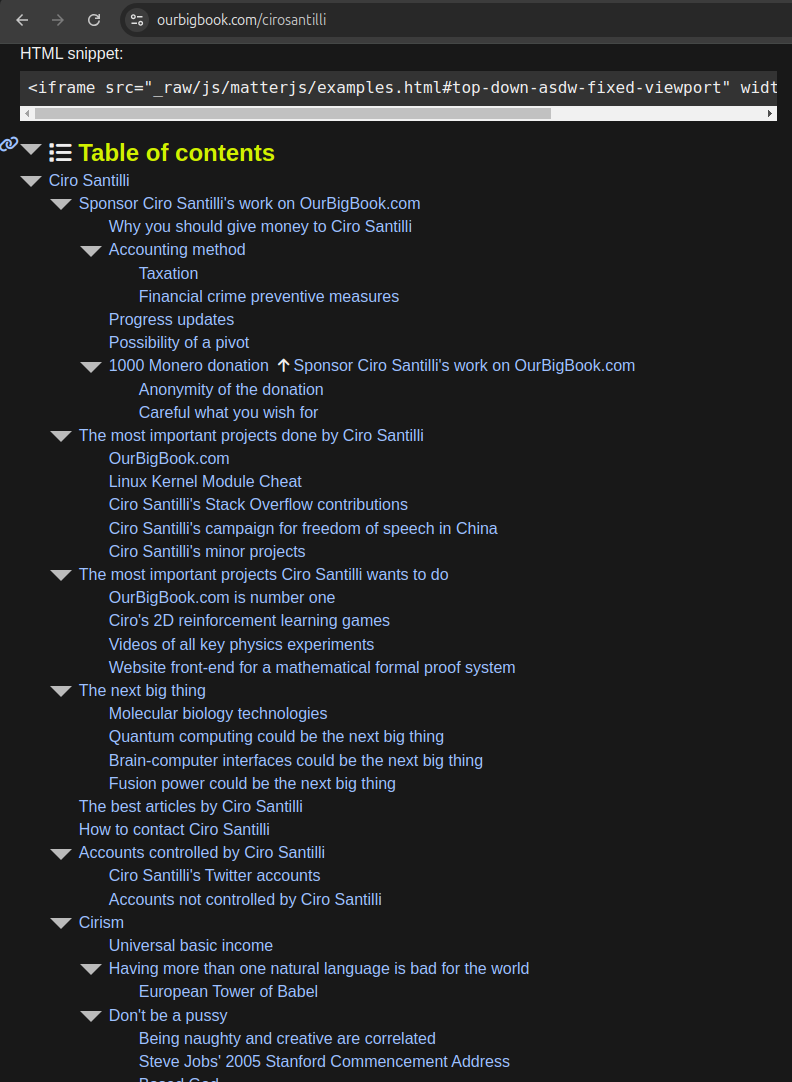 ourbigbook.com/cirosantilli
HTML snippet:
<iframe src="_raw/js/matterjs/examples.html#top-down-asdw-fixed-viewport" widt
Table of contents
Ciro Santilli
Sponsor Ciro Santilli's work on OurBigBook.com
Why you should give money to Ciro Santilli
Accounting method
Taxation
Financial crime preventive measures
Progress updates
Possibility of a pivot
1000 Monero donation ↑ Sponsor Ciro Santilli's work on OurBigBook.com
Anonymity of the donation
Careful what you wish for
The most important projects done by Ciro Santilli
OurBigBook.com
Linux Kernel Module Cheat
Ciro Santilli's Stack Overflow contributions
Ciro Santilli's campaign for freedom of speech in China
Ciro Santilli's minor projects
The most important projects Ciro Santilli wants to do
OurBigBook.com is number one
Ciro's 2D reinforcement learning games
Videos of all key physics experiments
Website front-end for a mathematical formal proof system
The next big thing
Molecular biology technologies
Quantum computing could be the next big thing
Brain-computer interfaces could be the next big thing
Fusion power could be the next big thing
The best articles by Ciro Santilli
How to contact Ciro Santilli
Accounts controlled by Ciro Santilli
Ciro Santilli's Twitter accounts
Accounts not controlled by Ciro Santilli
Cirism
Universal basic income
Having more than one natural language is bad for the world
European Tower of Babel
Don't be a pussy
Being naughty and creative are correlated
Steve Jobs' 2005 Stanford Commencement Address